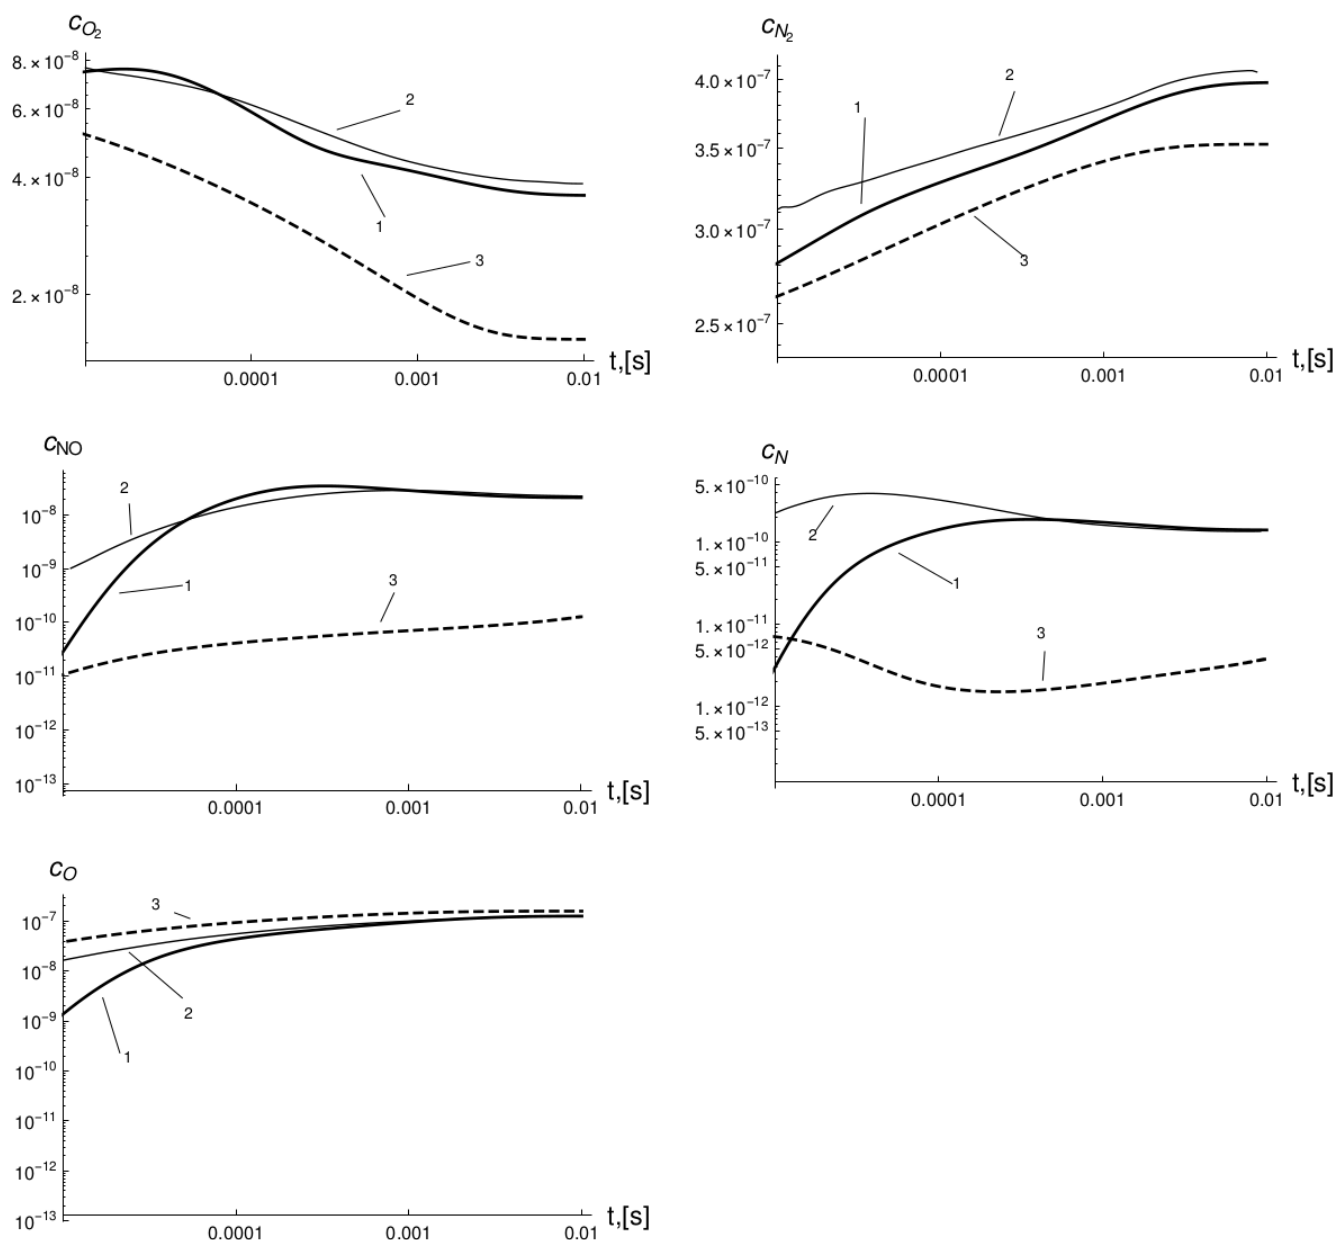 c_{O_2}
8.×10^{-8}
6.×10^{-8}
4.×10^{-8}
2.×10^{-8}
2
1
3
0.0001 0.001 0.01
t,[s]
c_{N_2}
4.0×10^{-7}
3.5×10^{-7}
3.0×10^{-7}
2.5×10^{-7}
2
1
3
0.0001 0.001 0.01
t,[s]
c_{NO}
10^{-8}
10^{-9}
10^{-10}
10^{-11}
10^{-12}
10^{-13}
2
1
3
0.0001 0.001 0.01
t,[s]
c_N
5.×10^{-10}
1.×10^{-10}
5.×10^{-11}
1.×10^{-11}
5.×10^{-12}
1.×10^{-12}
5.×10^{-13}
2
1
3
0.0001 0.001 0.01
t,[s]
c_O
10^{-7}
10^{-8}
10^{-9}
10^{-10}
10^{-11}
10^{-12}
10^{-13}
3
2
1
0.0001 0.001 0.01
t,[s]